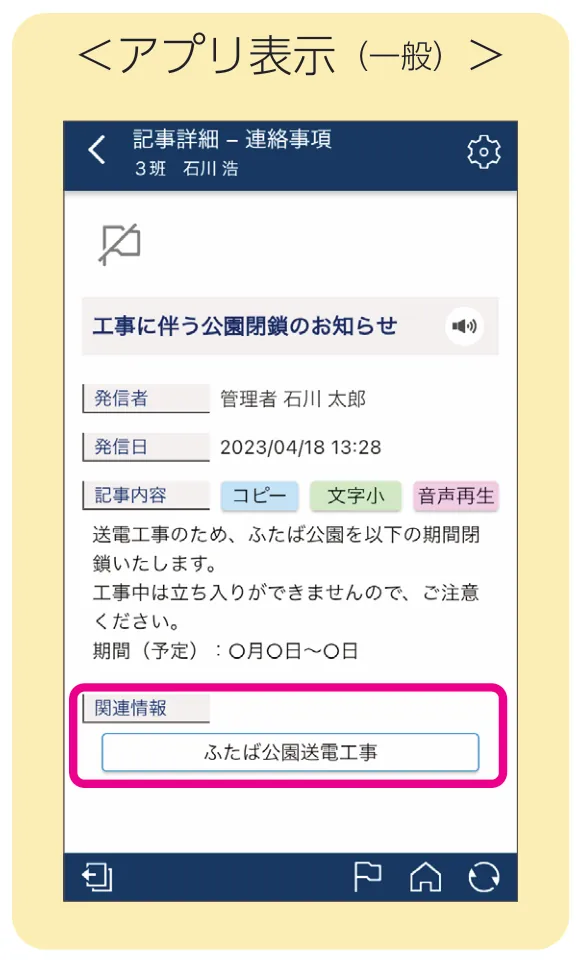 ＜アプリ表示（一般）＞
記事詳細 – 連絡事項
３班　石川 浩
工事に伴う公園閉鎖のお知らせ
発信者 管理者 石川 太郎
発信日 2023/04/18 13:28
記事内容 コピー 文字小 音声再生
送電工事のため、ふたば公園を以下の期間閉
鎖いたします。
工事中は立ち入りができませんので、ご注意
ください。
期間（予定）：〇月〇日〜〇日
関連情報
ふたば公園送電工事